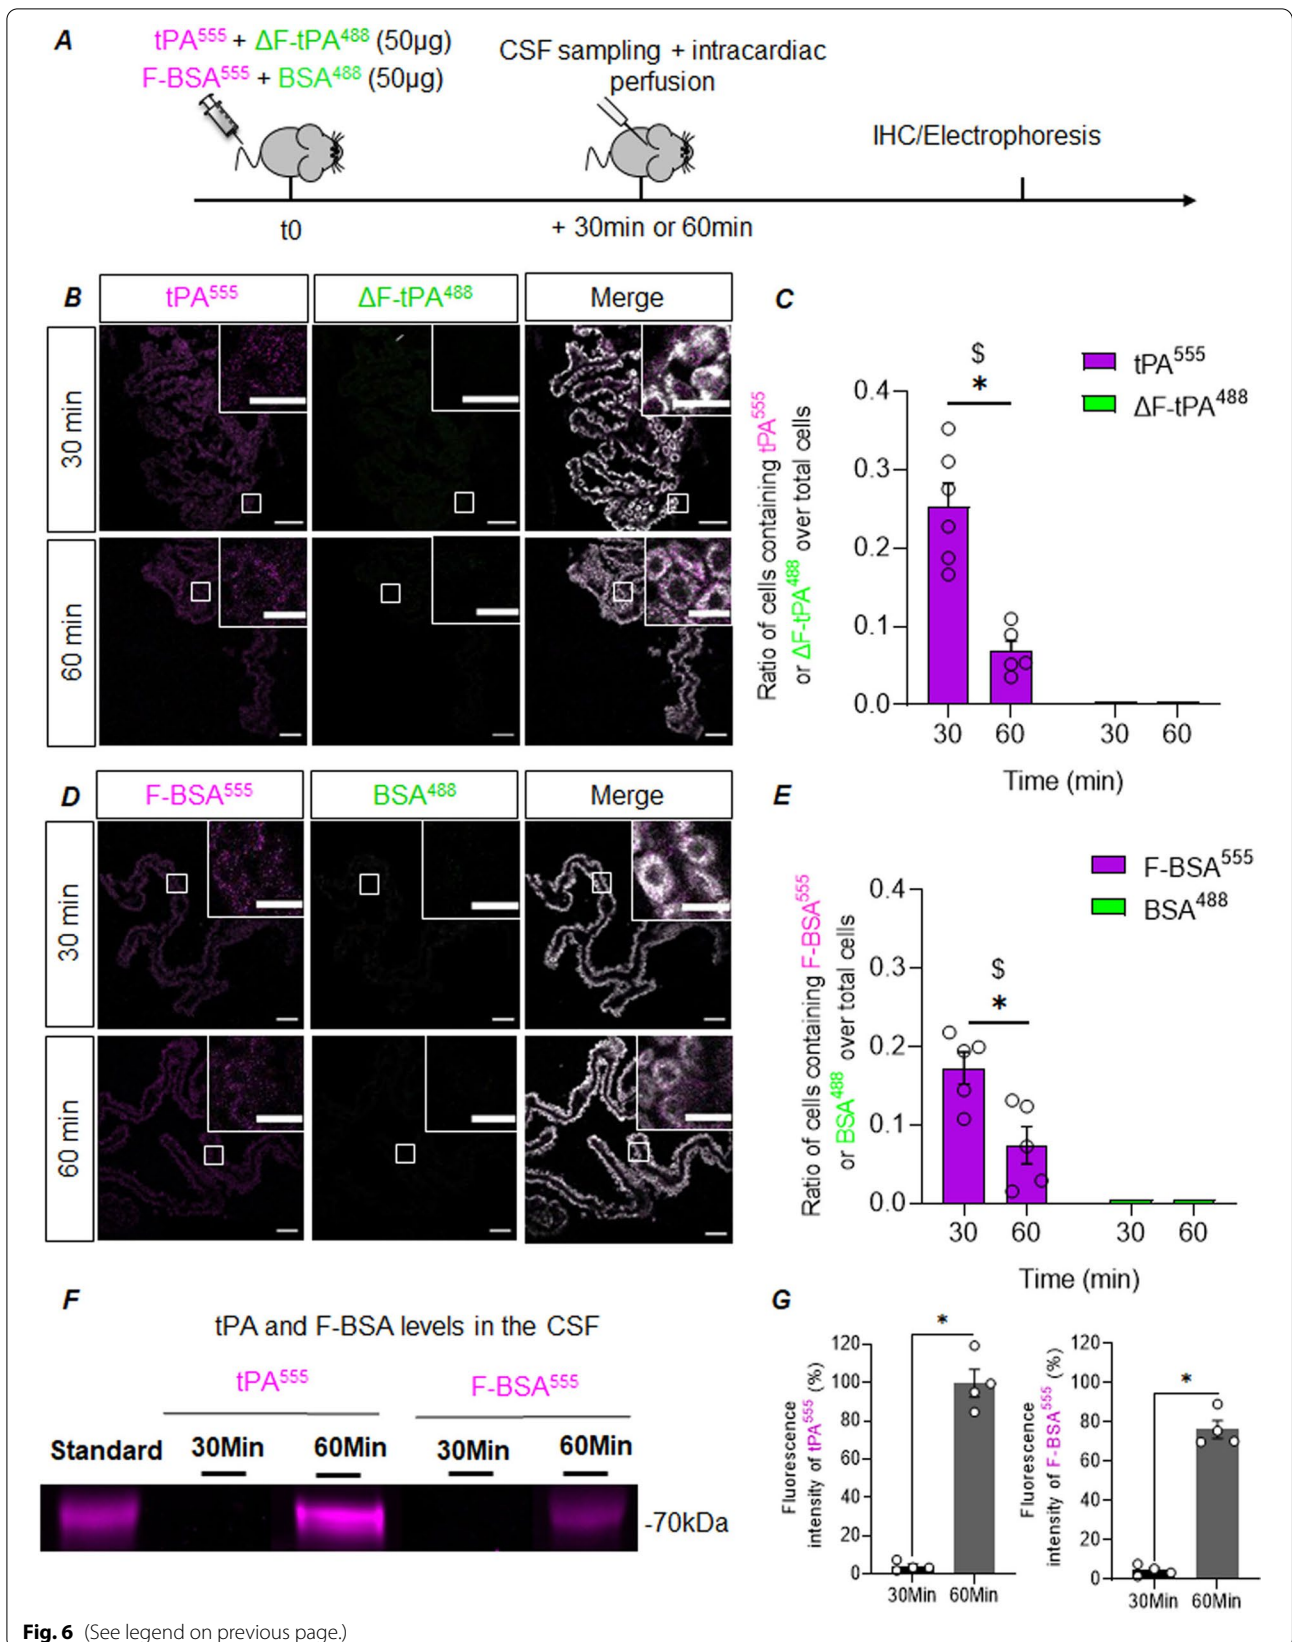 A
tPA555 + ΔF-tPA488 (50μg)
F-BSA555 + BSA488 (50μg)
CSF sampling + intracardiac
perfusion
IHC/Electrophoresis
t0
+ 30min or 60min
B
tPA555
ΔF-tPA488
Merge
30 min
60 min
C
Ratio of cells containing tPA555
or ΔF-tPA488 over total cells
$
*
tPA555
ΔF-tPA488
0.4
0.3
0.2
0.1
0.0
30 60 30 60
Time (min)
D
F-BSA555
BSA488
Merge
30 min
60 min
E
Ratio of cells containing F-BSA555
or BSA488 over total cells
$
*
F-BSA555
BSA488
0.4
0.3
0.2
0.1
0.0
30 60 30 60
Time (min)
F
tPA and F-BSA levels in the CSF
tPA555
F-BSA555
Standard 30Min 60Min 30Min 60Min
-70kDa
G
Fluorescence
intensity of tPA555 (%)
120
100
80
60
40
20
0
*
30Min 60Min
Fluorescence
intensity of F-BSA555 (%)
120
100
80
60
40
20
0
*
30Min 60Min
Fig. 6 (See legend on previous page.)